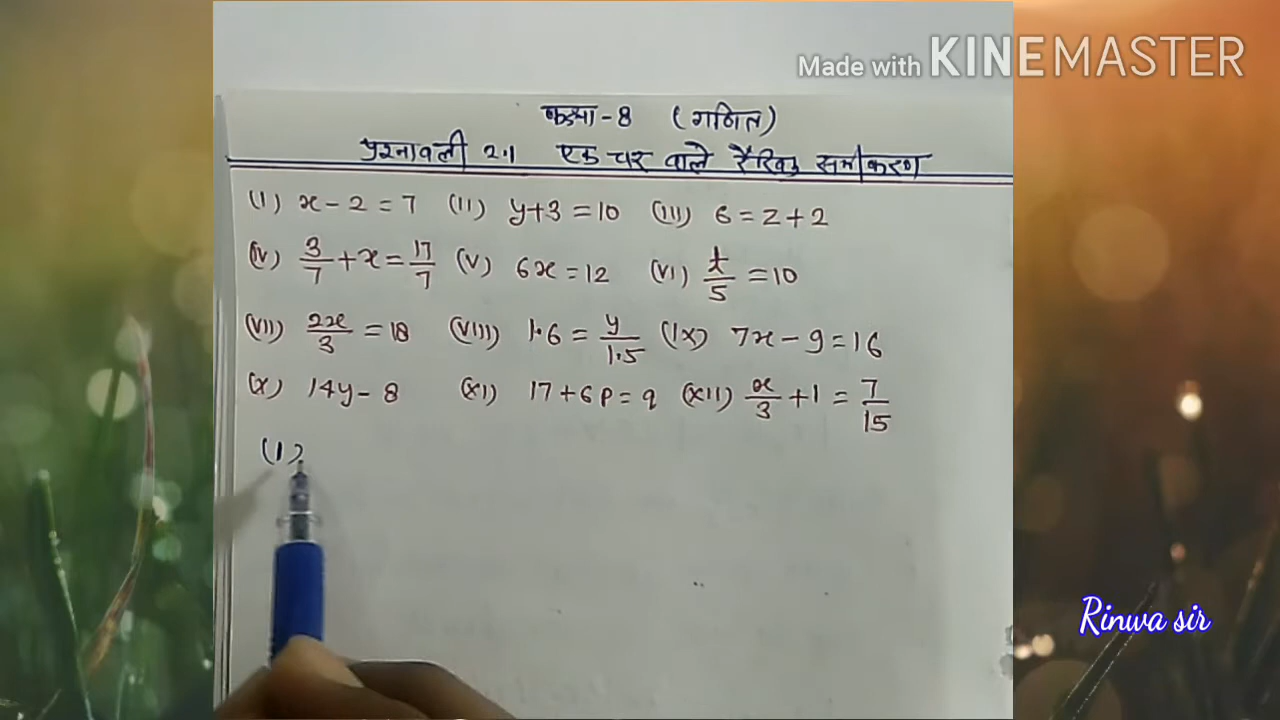 Made with KINEMASTER
कक्षा-8 (गणित)
प्रश्नावली 2.1 एक चर वाले रैखिक समीकरण
(I) x - 2 = 7 (II) y+3 = 10 (III) 6 = z + 2
(IV) 3/7 + x = 17/7 (V) 6x = 12 (VI) t/5 = 10
(VII) 2x/3 = 18 (VIII) 1.6 = y/1.5 (IX) 7x - 9 = 16
(X) 14y - 8 (XI) 17 + 6p = 9 (XII) x/3 + 1 = 7/15
(I)
Rinwa sir